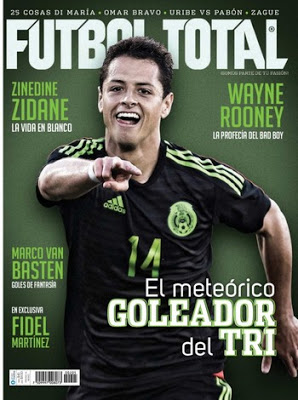 25 COSAS DI MARÍA • OMAR BRAVO • URIBE VS PABÓN • ZAGUE
FUTBOL TOTAL®
SOMOS PARTE DE TU PASIÓN!
ZINEDINE
ZIDANE
LA VIDA EN BLANCO
WAYNE
ROONEY
LA PROFECÍA DEL BAD BOY
adidas
14
MARCO VAN
BASTEN
GOLES DE FANTASÍA
EN EXCLUSIVA
FIDEL
MARTÍNEZ
El meteórico
GOLEADOR
del TRI